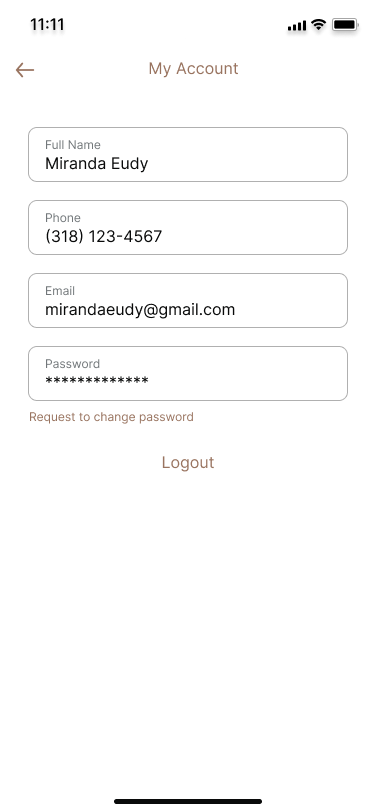 11:11
My Account
Full Name
Miranda Eudy
Phone
(318) 123-4567
Email
mirandaeudy@gmail.com
Password
*************
Request to change password
Logout